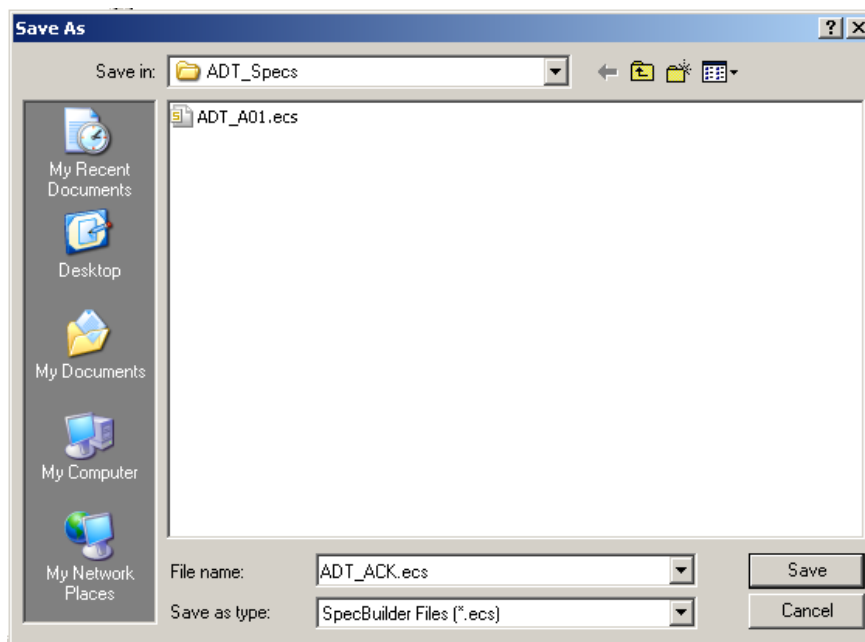 Save As
Save in:
ADT_Specs
ADT_A01.ecs
My Recent
Documents
Desktop
My Documents
My Computer
My Network
Places
File name:
ADT_ACK.ecs
Save
Save as type:
SpecBuilder Files (*.ecs)
Cancel